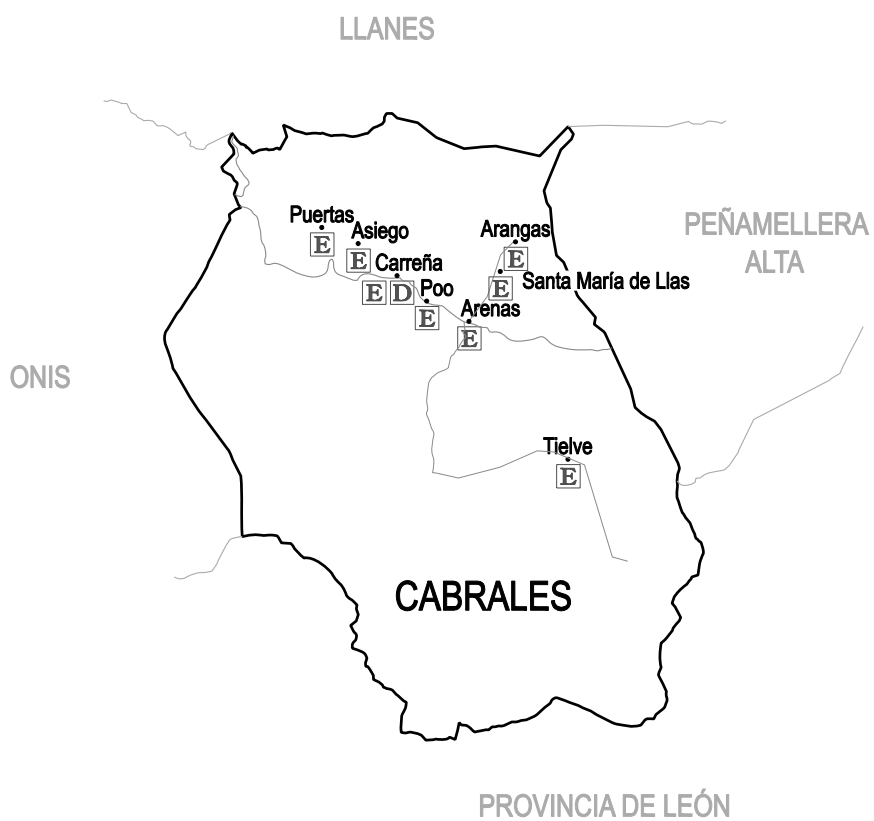 LLANES
PEÑAMELLERA
ALTA
Puertas
E
Asiego
E
Arangas
E
Carreña
E D
Santa María de Llas
E
Poo
E
Arenas
E
ONIS
Tielve
E
CABRALES
PROVINCIA DE LEÓN